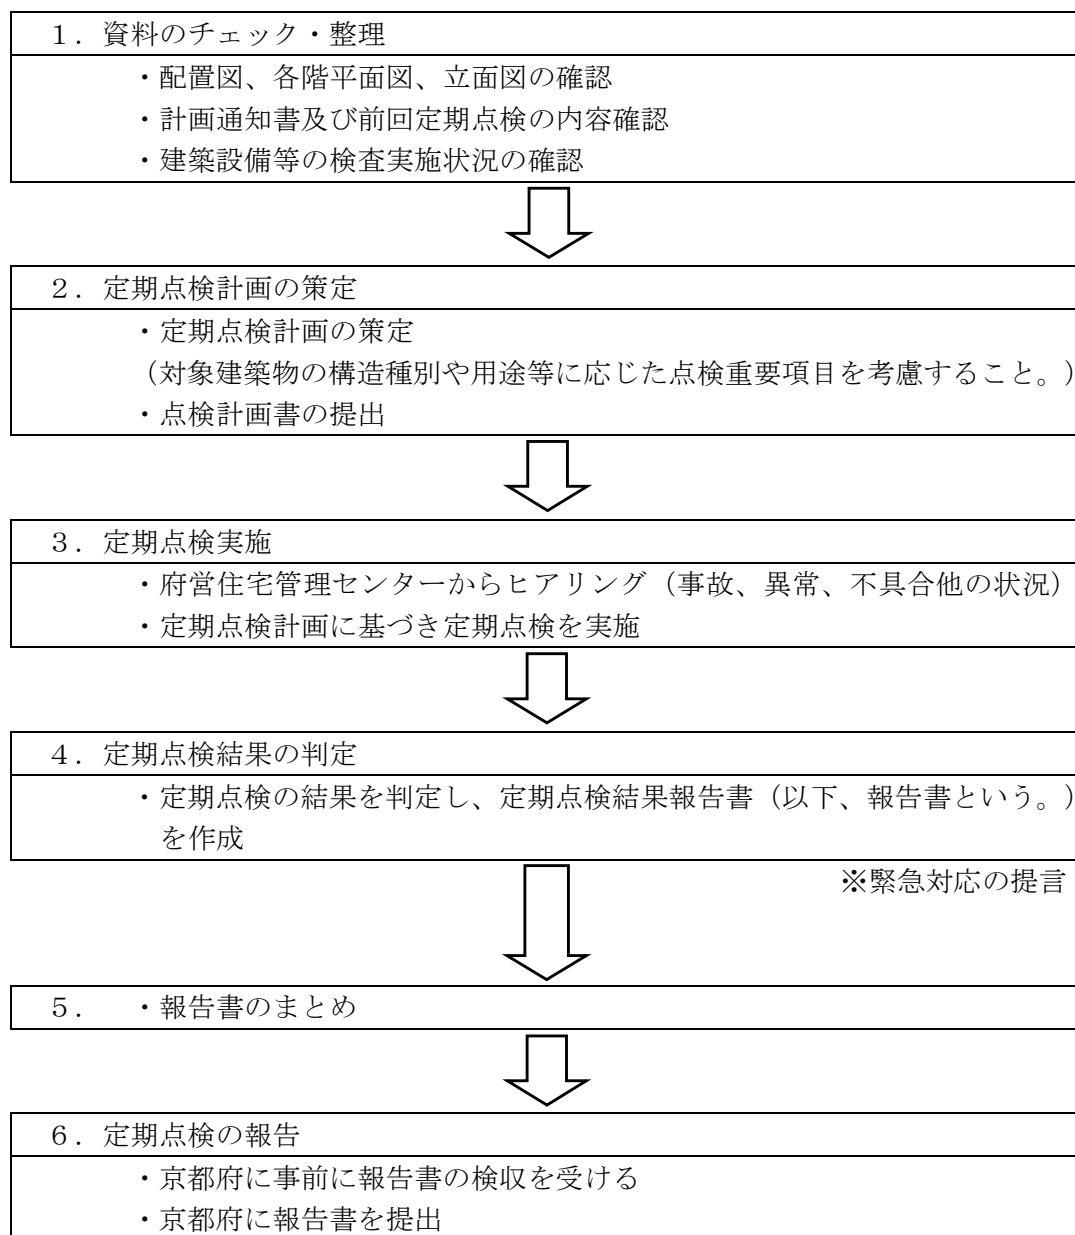 １．資料のチェック・整理
・配置図、各階平面図、立面図の確認
・計画通知書及び前回定期点検の内容確認
・建築設備等の検査実施状況の確認
２．定期点検計画の策定
・定期点検計画の策定
（対象建築物の構造種別や用途等に応じた点検重要項目を考慮すること。）
・点検計画書の提出
３．定期点検実施
・府営住宅管理センターからヒアリング（事故、異常、不具合他の状況）
・定期点検計画に基づき定期点検を実施
４．定期点検結果の判定
・定期点検の結果を判定し、定期点検結果報告書（以下、報告書という。）
を作成
※緊急対応の提言
５．　・報告書のまとめ
６．定期点検の報告
・京都府に事前に報告書の検収を受ける
・京都府に報告書を提出